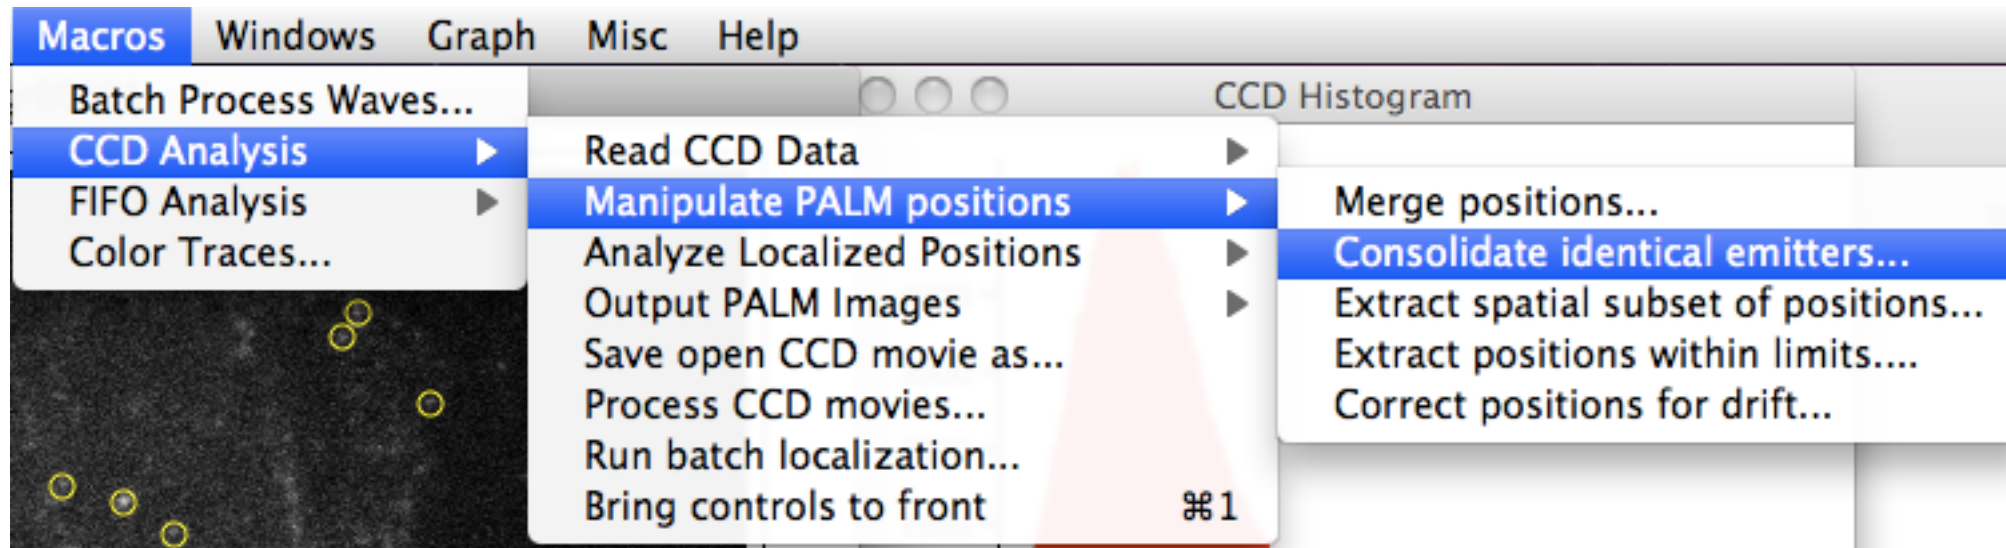 Macros Windows Graph Misc Help
CCD Histogram
Batch Process Waves...
CCD Analysis
FIFO Analysis
Color Traces...
Read CCD Data
Manipulate PALM positions
Analyze Localized Positions
Output PALM Images
Save open CCD movie as...
Process CCD movies...
Run batch localization...
Bring controls to front ⌘1
Merge positions...
Consolidate identical emitters...
Extract spatial subset of positions...
Extract positions within limits....
Correct positions for drift...